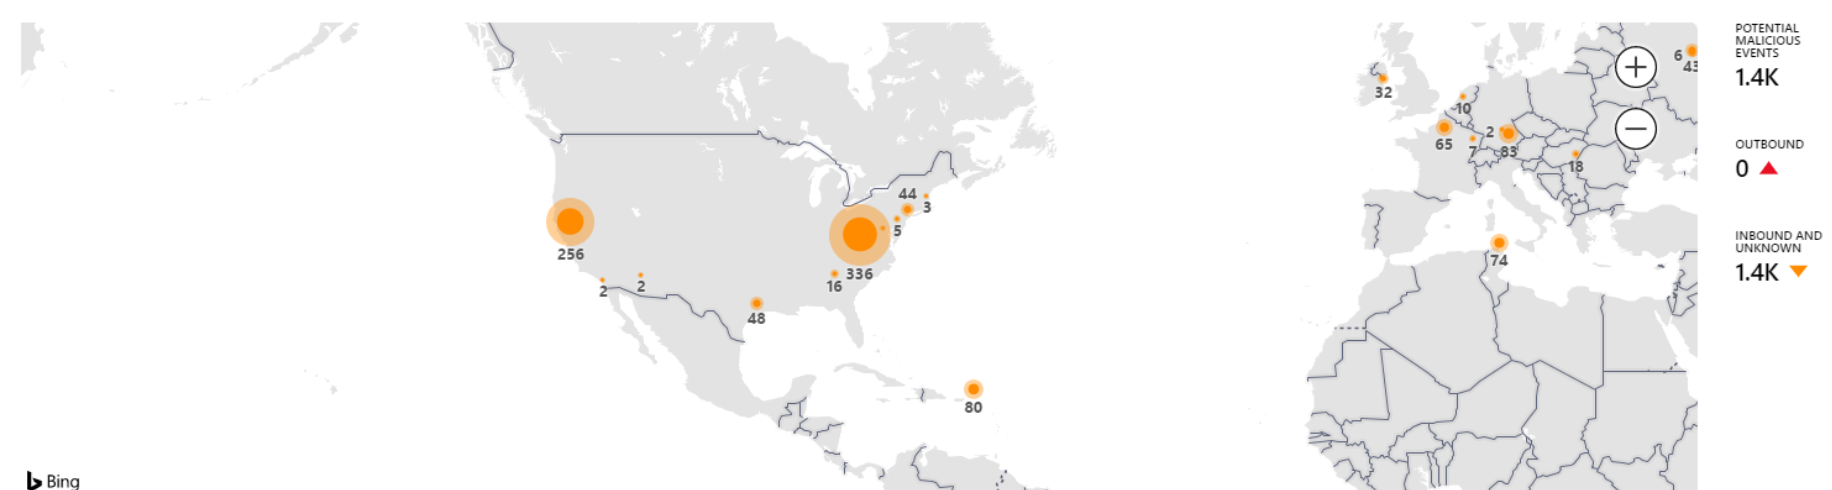 POTENTIAL
MALICIOUS
EVENTS
1.4K
OUTBOUND
0
INBOUND AND
UNKNOWN
1.4K
256
2
2
48
16
336
5
44
3
80
32
10
65
7
2
83
18
74
6
43
Bing